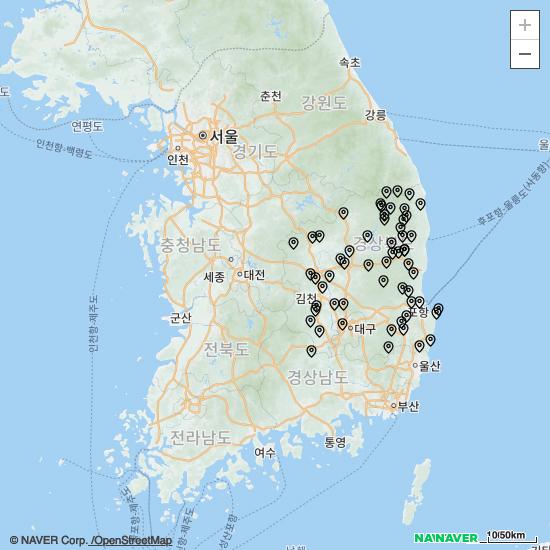 +
−
속초
춘천
강원도
강릉
도
연평도
서울
인천
경기도
인천항-백령도
울
후포항-울릉도(사동항)
경상
충청남도
세종
대전
김천
인천항-제주도
군산
포항
대구
전라북도
경상남도
울산
부산
전라남도
통영
여수
© NAVER Corp. /OpenStreetMap
NAVER
10/50km